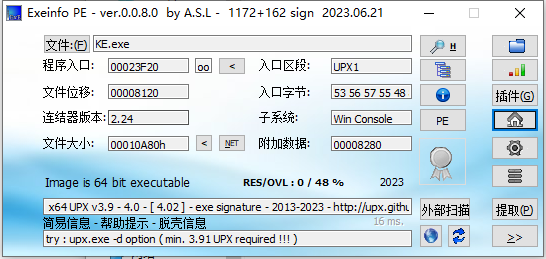 Exeinfo PE - ver.0.0.8.0  by A.S.L -  1172+162 sign  2023.06.21
文件:(F) KE.exe H
程序入口: 00023F20 oo < 入口区段: UPX1
文件位移: 00008120 入口字节: 53 56 57 55 48 插件(G)
连结器版本: 2.24 子系统: Win Console PE
文件大小: 00010A80h < NET 附加数据: 00008280
Image is 64 bit executable RES/OVL : 0 / 48 % 2023
x64 UPX v3.9 - 4.0 - [ 4.02 ] - exe signature - 2013-2023 - http://upx.githu 外部扫描 提取(P)
简易信息 - 帮助提示 - 脱壳信息 16 ms.
try : upx.exe -d option ( min. 3.91 UPX required !!! ) >>